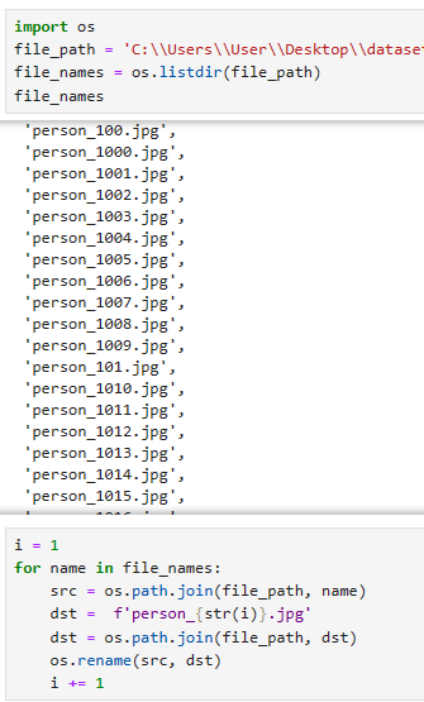 import os
file_path = 'C:\\Users\\User\\Desktop\\dataset
file_names = os.listdir(file_path)
file_names
'person_100.jpg',
'person_1000.jpg',
'person_1001.jpg',
'person_1002.jpg',
'person_1003.jpg',
'person_1004.jpg',
'person_1005.jpg',
'person_1006.jpg',
'person_1007.jpg',
'person_1008.jpg',
'person_1009.jpg',
'person_101.jpg',
'person_1010.jpg',
'person_1011.jpg',
'person_1012.jpg',
'person_1013.jpg',
'person_1014.jpg',
'person_1015.jpg',
i = 1
for name in file_names:
    src = os.path.join(file_path, name)
    dst =  f'person_{str(i)}.jpg'
    dst = os.path.join(file_path, dst)
    os.rename(src, dst)
    i += 1